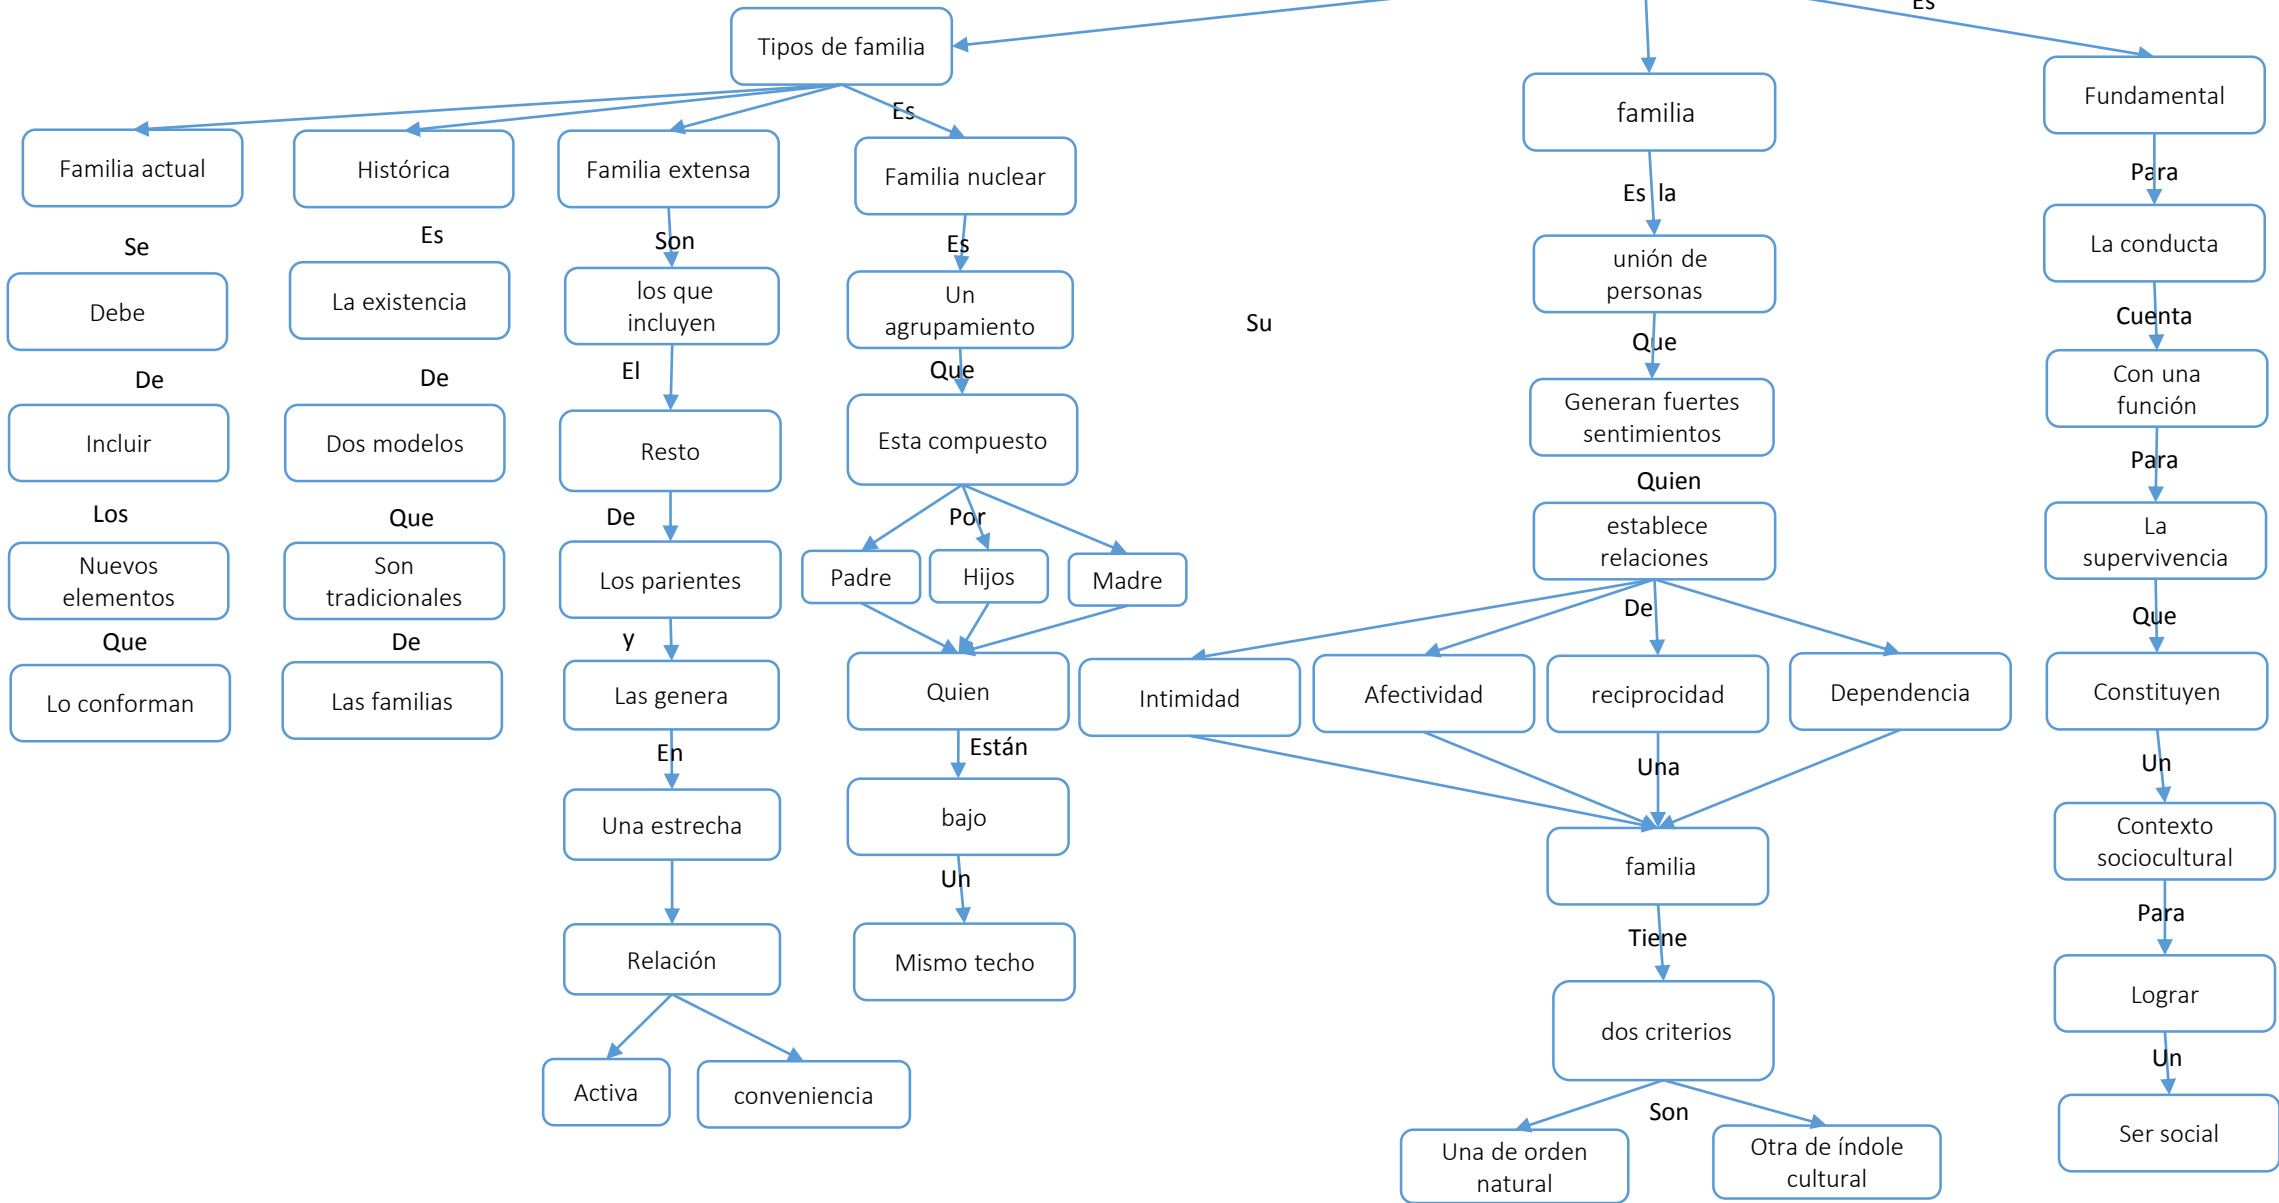 Es
Tipos de familia
Es
Familia actual
Se
Debe
De
Incluir
Los
Nuevos
elementos
Que
Lo conforman
Histórica
Es
La existencia
De
Dos modelos
Que
Son
tradicionales
De
Las familias
Familia extensa
Son
los que
incluyen
El
Resto
De
Los parientes
y
Las genera
En
Una estrecha
Relación
Activa
conveniencia
Familia nuclear
Es
Un
agrupamiento
Que
Esta compuesto
Por
Padre
Hijos
Madre
Quien
Están
bajo
Un
Mismo techo
Su
familia
Es la
unión de
personas
Que
Generan fuertes
sentimientos
Quien
establece
relaciones
De
Intimidad
Afectividad
reciprocidad
Dependencia
Una
familia
Tiene
dos criterios
Son
Una de orden
natural
Otra de índole
cultural
Fundamental
Para
La conducta
Cuenta
Con una
función
Para
La
supervivencia
Que
Constituyen
Un
Contexto
sociocultural
Para
Lograr
Un
Ser social